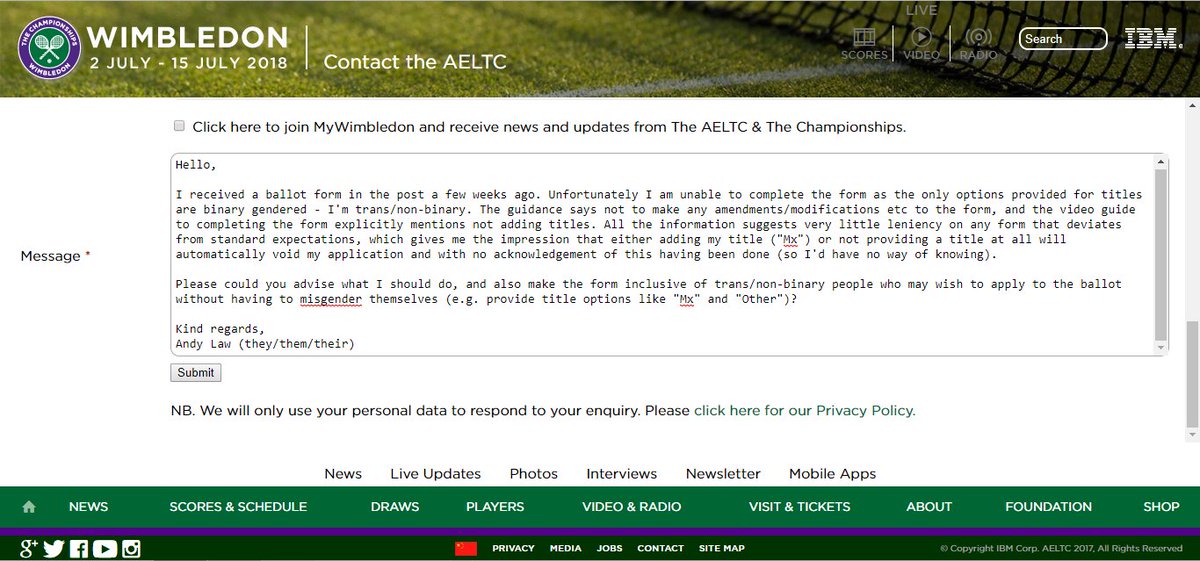 THE CHAMPIONSHIPS
WIMBLEDON
WIMBLEDON
2 JULY - 15 JULY 2018
Contact the AELTC
LIVE
SCORES
VIDEO
RADIO
Search
IBM.
Click here to join MyWimbledon and receive news and updates from The AELTC & The Championships.
Message *
Hello,
I received a ballot form in the post a few weeks ago. Unfortunately I am unable to complete the form as the only options provided for titles
are binary gendered - I'm trans/non-binary. The guidance says not to make any amendments/modifications etc to the form, and the video guide
to completing the form explicitly mentions not adding titles. All the information suggests very little leniency on any form that deviates
from standard expectations, which gives me the impression that either adding my title ("Mx") or not providing a title at all will
automatically void my application and with no acknowledgement of this having been done (so I'd have no way of knowing).
Please could you advise what I should do, and also make the form inclusive of trans/non-binary people who may wish to apply to the ballot
without having to misgender themselves (e.g. provide title options like "Mx" and "Other")?
Kind regards,
Andy Law (they/them/their)
Submit
NB. We will only use your personal data to respond to your enquiry. Please click here for our Privacy Policy.
News Live Updates Photos Interviews Newsletter Mobile Apps
NEWS SCORES & SCHEDULE DRAWS PLAYERS VIDEO & RADIO VISIT & TICKETS ABOUT FOUNDATION SHOP
PRIVACY MEDIA JOBS CONTACT SITE MAP
© Copyright IBM Corp. AELTC 2017, All Rights Reserved